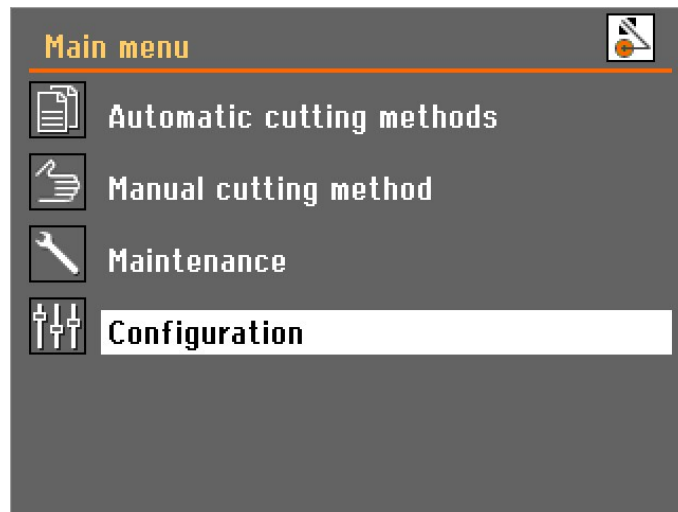 Main menu
Automatic cutting methods
Manual cutting method
Maintenance
Configuration